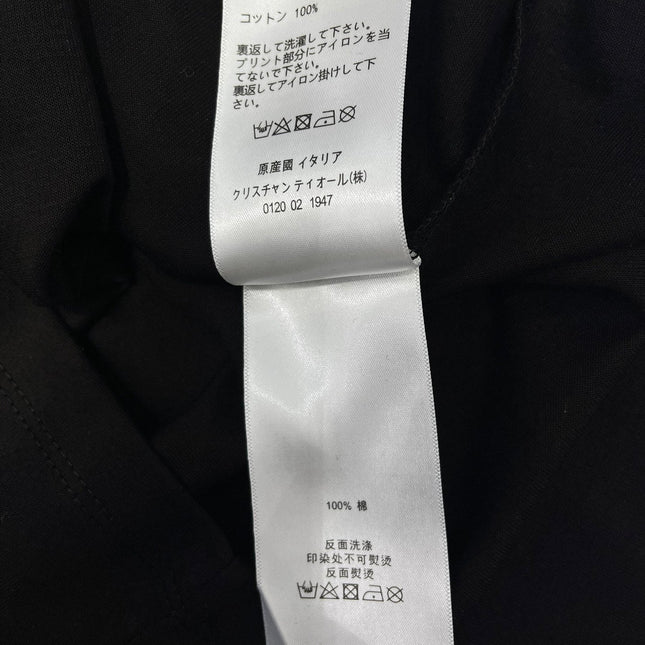 コットン 100%
裏返して洗濯して下さい。
プリント部分にアイロンを当
てないで下さい。
裏返してアイロン掛けして下
さい。
原産國 イタリア
クリスチャン ディオール(株)
0120 02 1947
100% 棉
反面洗涤
印染处不可熨烫
反面熨烫